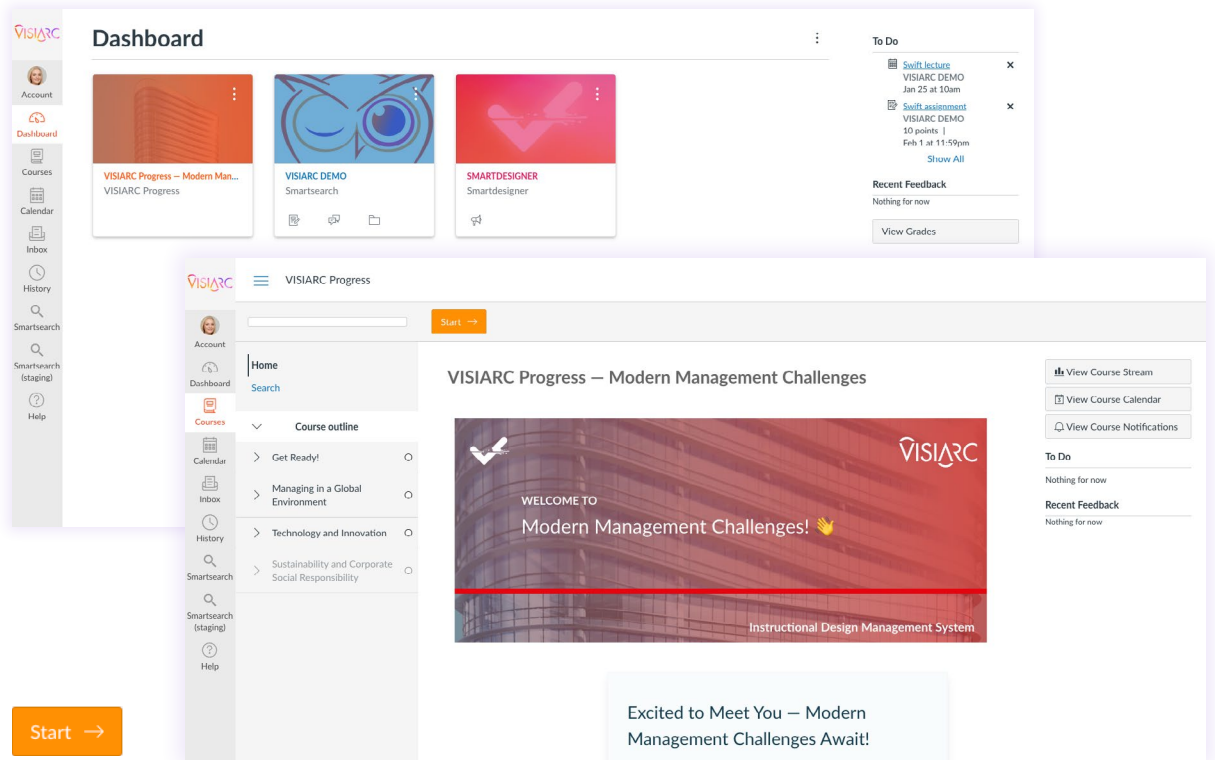 VISIARC
Account
Dashboard
Courses
Calendar
Inbox
History
Smartsearch
Smartsearch
(staging)
Help
Dashboard
VISIARC Progress — Modern Man...
VISIARC Progress
VISIARC DEMO
Smartsearch
SMARTDESIGNER
Smartdesigner
To Do
Swift lecture
VISIARC DEMO
Jan 25 at 10am
Swift assignment
VISIARC DEMO
10 points |
Feb 1 at 11:59pm
Show All
Recent Feedback
Nothing for now
View Grades
VISIARC
Account
Dashboard
Courses
Calendar
Inbox
History
Smartsearch
Smartsearch
(staging)
Help
VISIARC Progress
Start →
Home
Search
Course outline
Get Ready!
Managing in a Global
Environment
Technology and Innovation
Sustainability and Corporate
Social Responsibility
VISIARC Progress — Modern Management Challenges
VISIARC
WELCOME TO
Modern Management Challenges! 👋
Instructional Design Management System
Excited to Meet You — Modern
Management Challenges Await!
View Course Stream
View Course Calendar
View Course Notifications
To Do
Nothing for now
Recent Feedback
Nothing for now
Start →